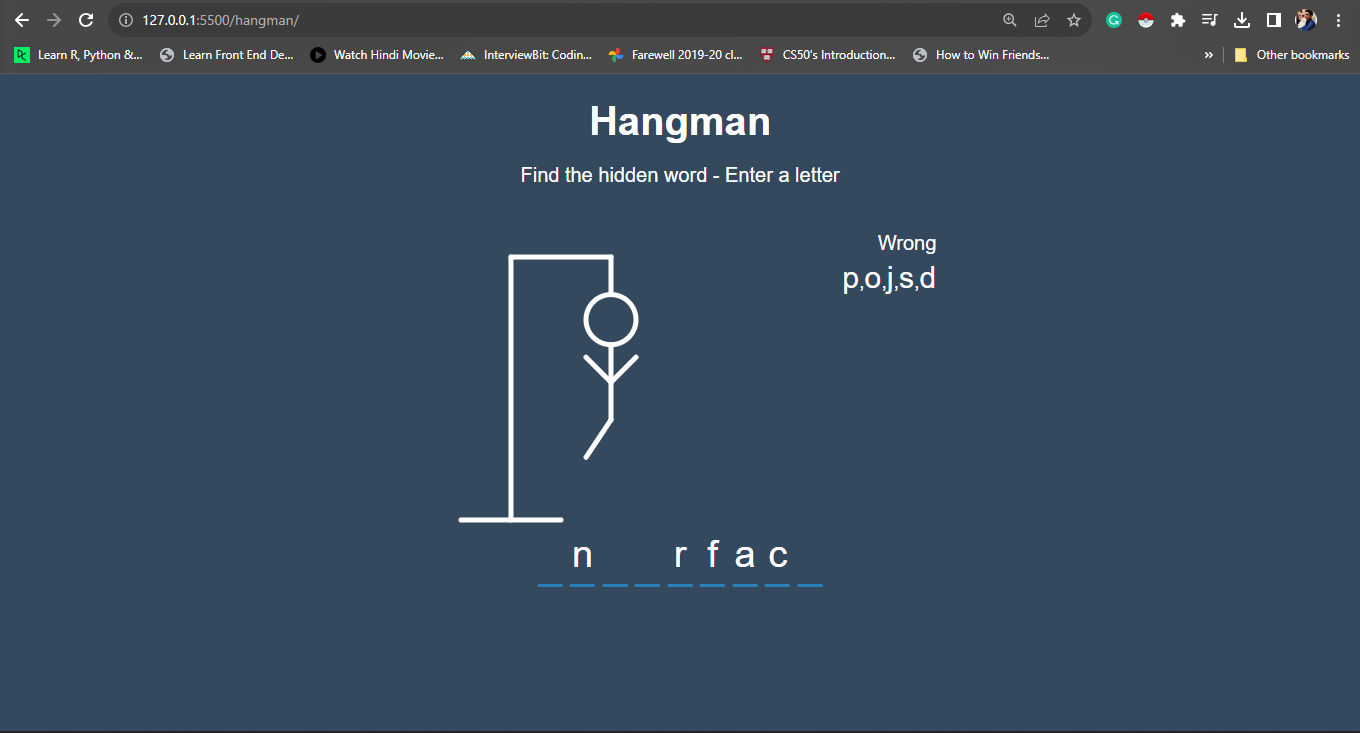 127.0.0.1:5500/hangman/
Learn R, Python &... Learn Front End De... Watch Hindi Movie... InterviewBit: Codin... Farewell 2019-20 cl... CS50's Introduction... How to Win Friends... » Other bookmarks
Hangman
Find the hidden word - Enter a letter
Wrong
p,o,j,s,d
n r f a c